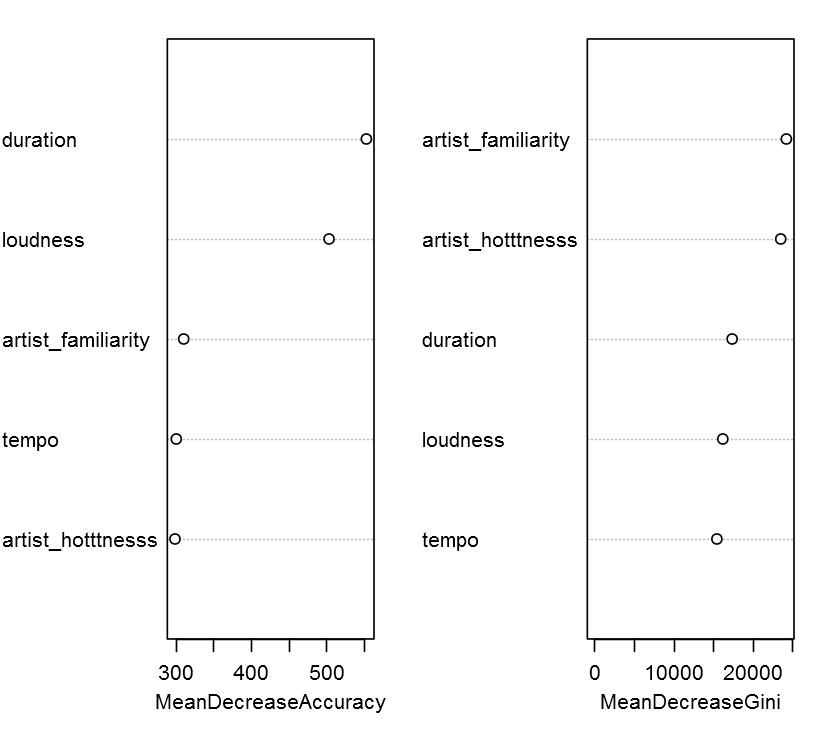 duration
loudness
artist_familiarity
tempo
artist_hotttnesss
300 400 500
MeanDecreaseAccuracy
artist_familiarity
artist_hotttnesss
duration
loudness
tempo
0 10000 20000
MeanDecreaseGini